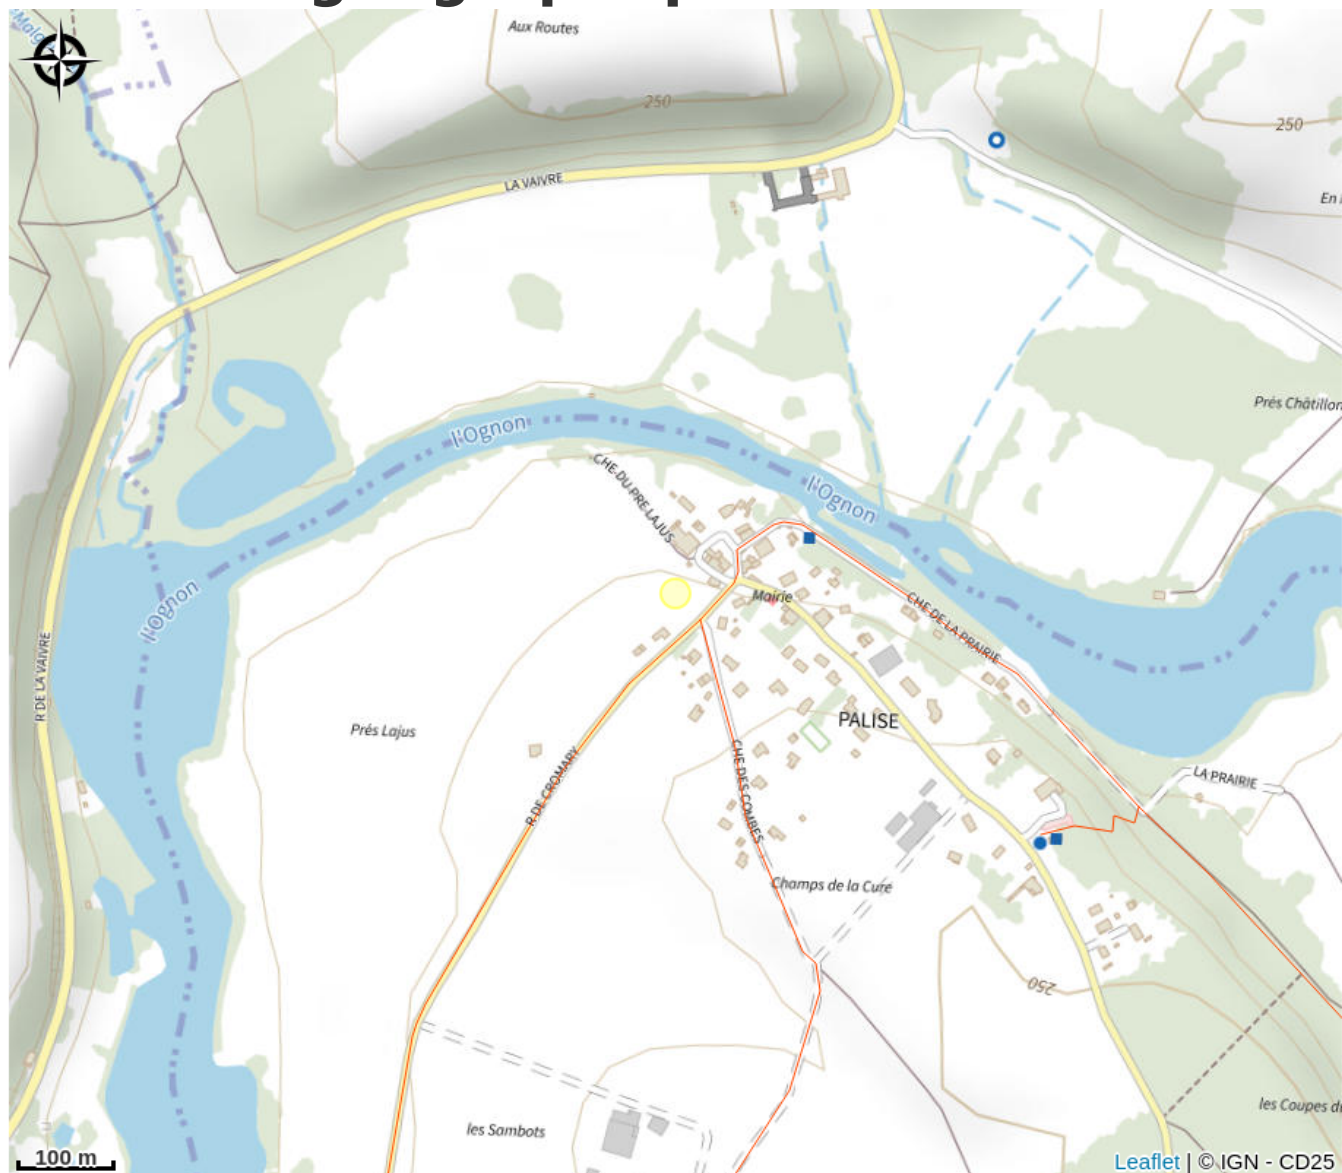 Aux Routes
250
250
LA VAIVRE
En
Prés Châtillon
l'Ognon
l'Ognon
CHE DU PRE LAJUS
l'Ognon
Mairie
CHE DE LA PRAIRIE
R DE LA VAIVRE
Prés Lajus
PALISE
R DE CROMARY
CHE DES COMBES
LA PRAIRIE
Champs de la Cure
250
les Coupes d
les Sambots
100 m
Leaflet | © IGN - CD25